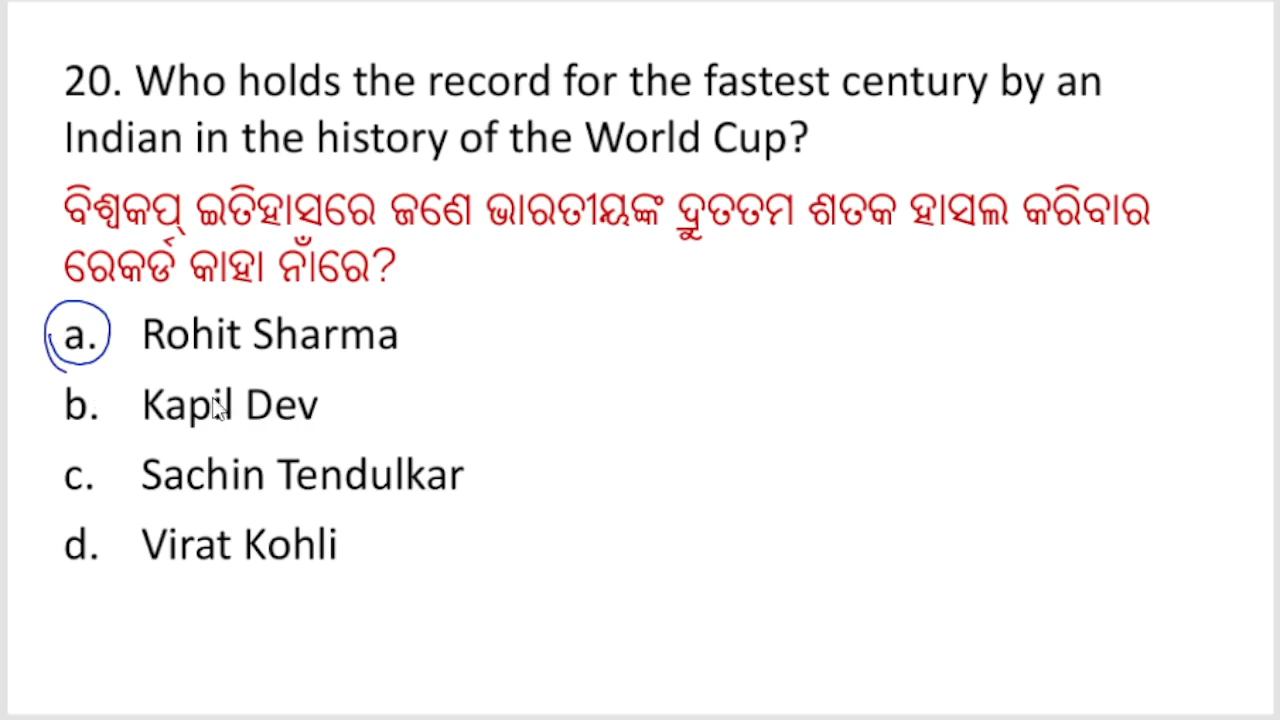 20. Who holds the record for the fastest century by an
Indian in the history of the World Cup?
ବିଶ୍ୱକପ୍ ଇତିହାସରେ ଜଣେ ଭାରତୀୟଙ୍କ ଦ୍ରୁତତମ ଶତକ ହାସଲ କରିବାର
ରେକର୍ଡ କାହା ନାଁରେ?
a. Rohit Sharma
b. Kapil Dev
c. Sachin Tendulkar
d. Virat Kohli